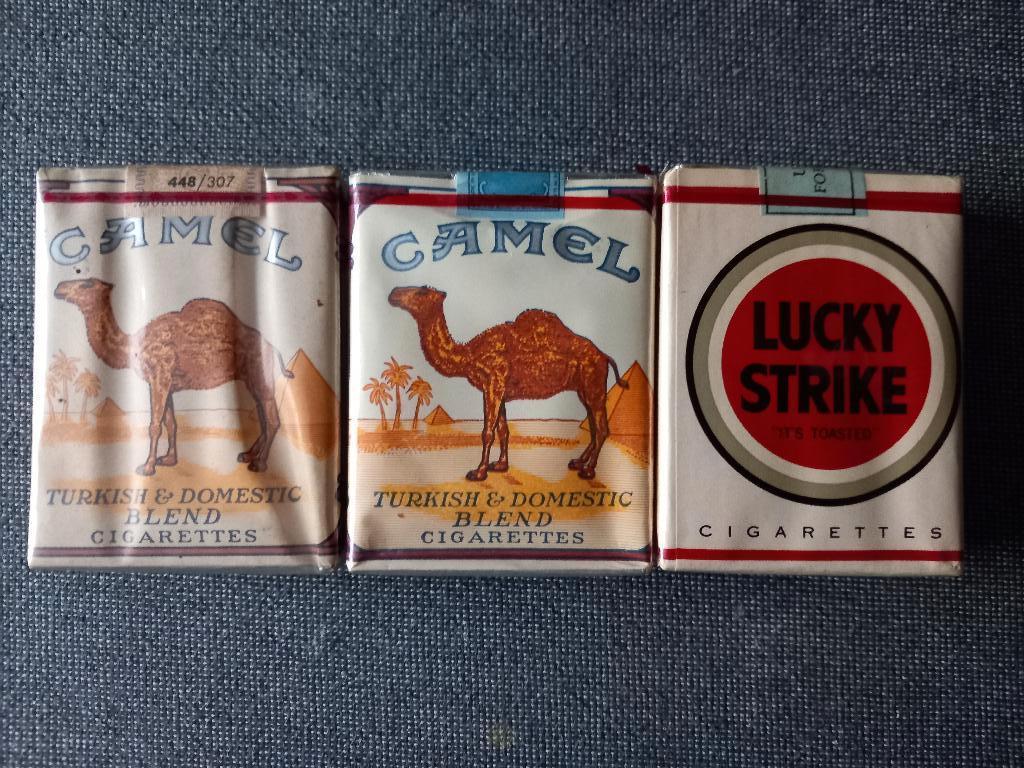 448/307
CAMEL
TURKISH & DOMESTIC
BLEND
CIGARETTES
CAMEL
TURKISH & DOMESTIC
BLEND
CIGARETTES
LUCKY
STRIKE
"IT'S TOASTED"
CIGARETTES